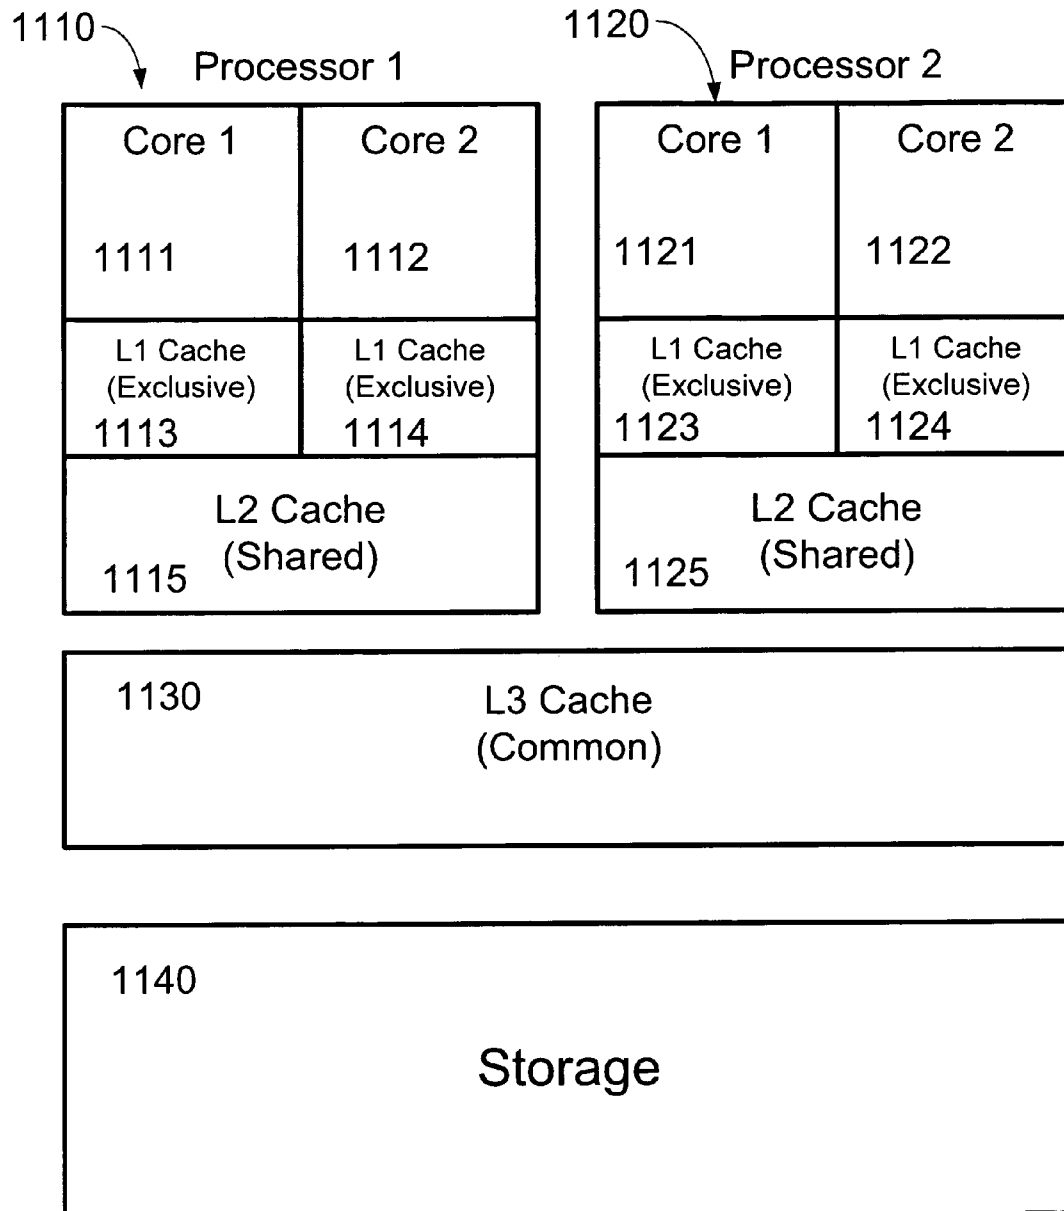 1110
1120
Processor 1
Processor 2
Core 1
Core 2
Core 1
Core 2
1111
1112
1121
1122
L1 Cache
(Exclusive)
1113
L1 Cache
(Exclusive)
1114
L1 Cache
(Exclusive)
1123
L1 Cache
(Exclusive)
1124
L2 Cache
(Shared)
1115
L2 Cache
(Shared)
1125
1130
L3 Cache
(Common)
1140
Storage